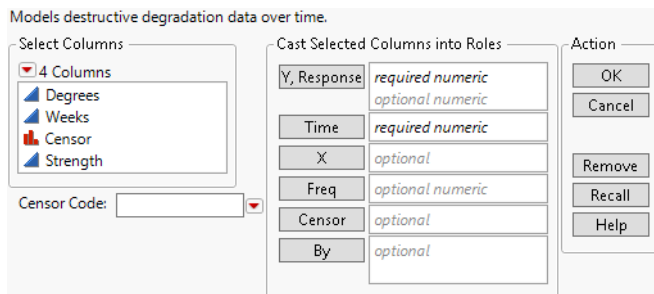 Models destructive degradation data over time.
Select Columns
4 Columns
Degrees
Weeks
Censor
Strength
Censor Code:
Cast Selected Columns into Roles
Y, Response required numeric
optional numeric
Time required numeric
X optional
Freq optional numeric
Censor optional
By optional
Action
OK
Cancel
Remove
Recall
Help